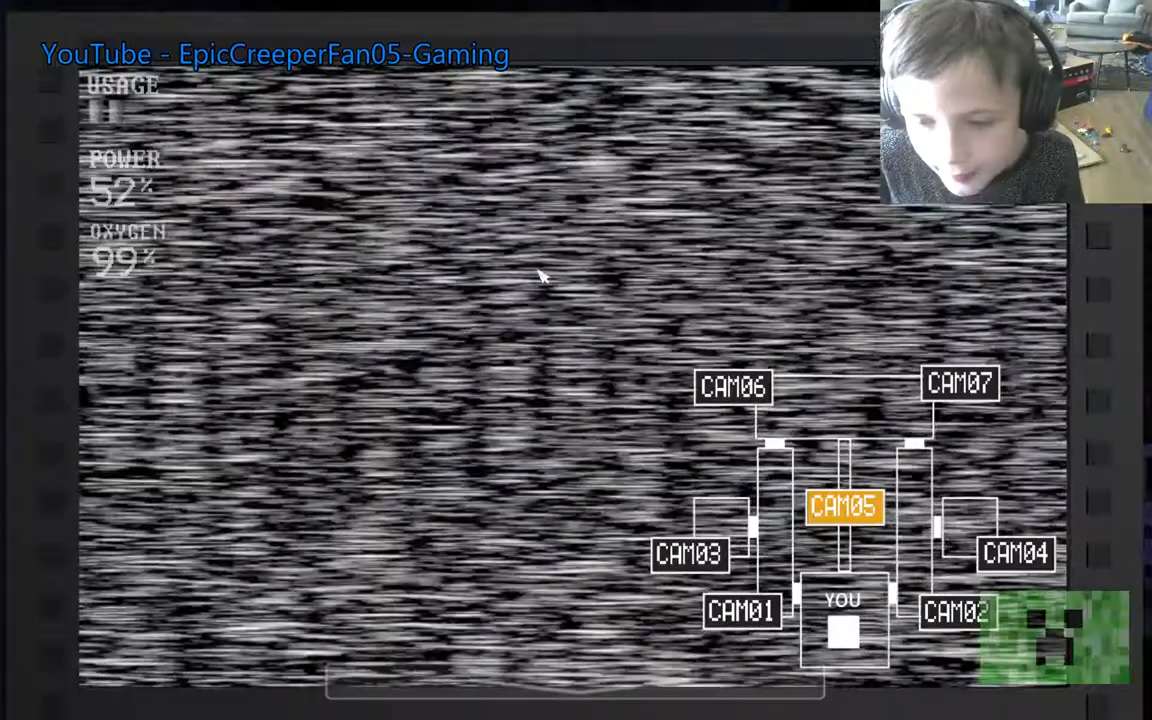 YouTube - EpicCreeperFan05-Gaming
USAGE
POWER
52%
OXYGEN
99%
CAM06
CAM07
CAM05
CAM03
CAM04
CAM01
YOU
CAM02